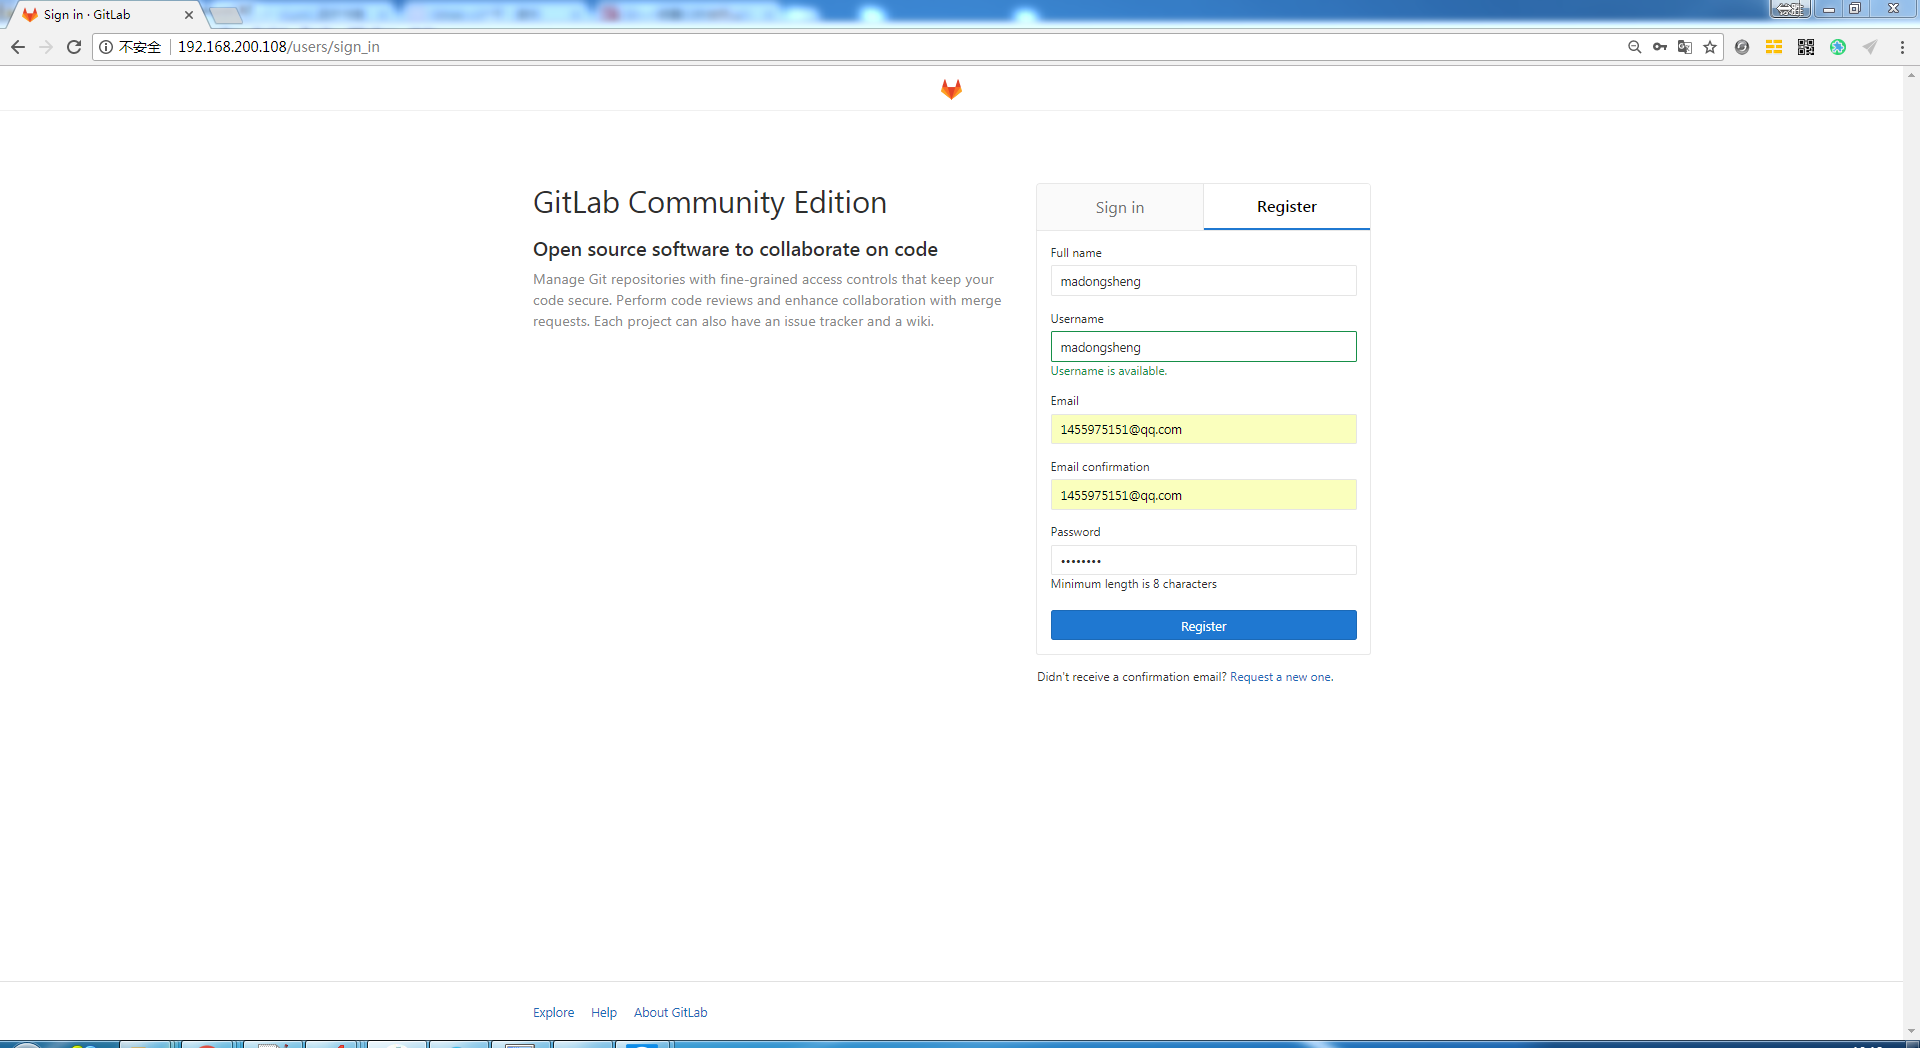 Sign in · GitLab
不安全
192.168.200.108/users/sign_in
GitLab Community Edition
Open source software to collaborate on code
Manage Git repositories with fine-grained access controls that keep your
code secure. Perform code reviews and enhance collaboration with merge
requests. Each project can also have an issue tracker and a wiki.
Sign in
Register
Full name
madongsheng
Username
madongsheng
Username is available.
Email
1455975151@qq.com
Email confirmation
1455975151@qq.com
Password
••••••••
Minimum length is 8 characters
Register
Didn't receive a confirmation email? Request a new one.
Explore
Help
About GitLab